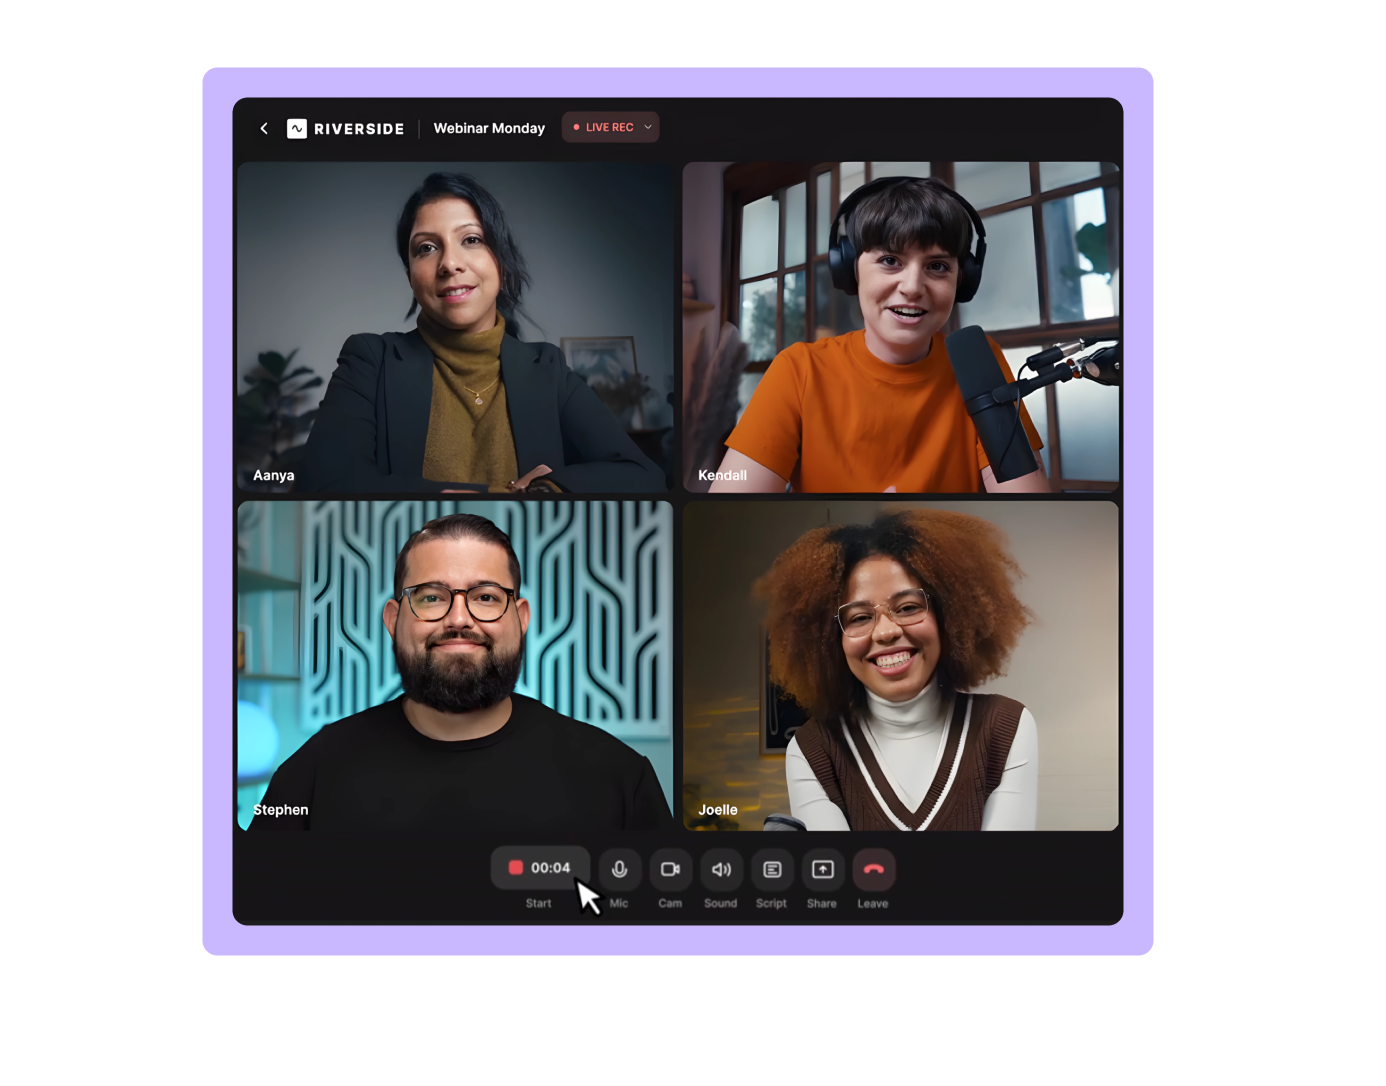 RIVERSIDE
Webinar Monday
LIVE REC
Aanya
Kendall
Stephen
Joelle
00:04
Start
Mic
Cam
Sound
Script
Share
Leave